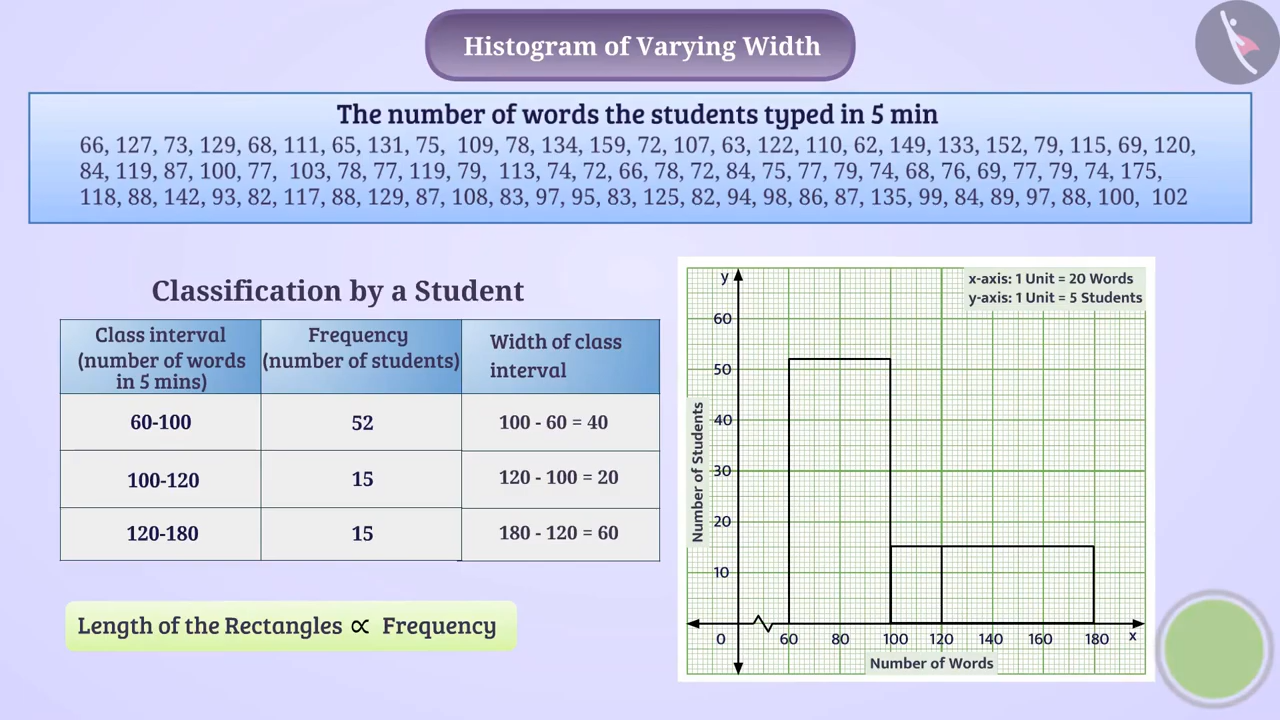 Histogram of Varying Width
The number of words the students typed in 5 min
66, 127, 73, 129, 68, 111, 65, 131, 75, 109, 78, 134, 159, 72, 107, 63, 122, 110, 62, 149, 133, 152, 79, 115, 69, 120,
84, 119, 87, 100, 77, 103, 78, 77, 119, 79, 113, 74, 72, 66, 78, 72, 84, 75, 77, 79, 74, 68, 76, 69, 77, 79, 74, 175,
118, 88, 142, 93, 82, 117, 88, 129, 87, 108, 83, 97, 95, 83, 125, 82, 94, 98, 86, 87, 135, 99, 84, 89, 97, 88, 100, 102
Classification by a Student
Class interval
(number of words
in 5 mins)
Frequency
(number of students)
Width of class
interval
60-100 52 100 - 60 = 40
100-120 15 120 - 100 = 20
120-180 15 180 - 120 = 60
Length of the Rectangles ∝ Frequency
y
x-axis: 1 Unit = 20 Words
y-axis: 1 Unit = 5 Students
60
50
40
30
20
10
Number of Students
0 60 80 100 120 140 160 180 x
Number of Words